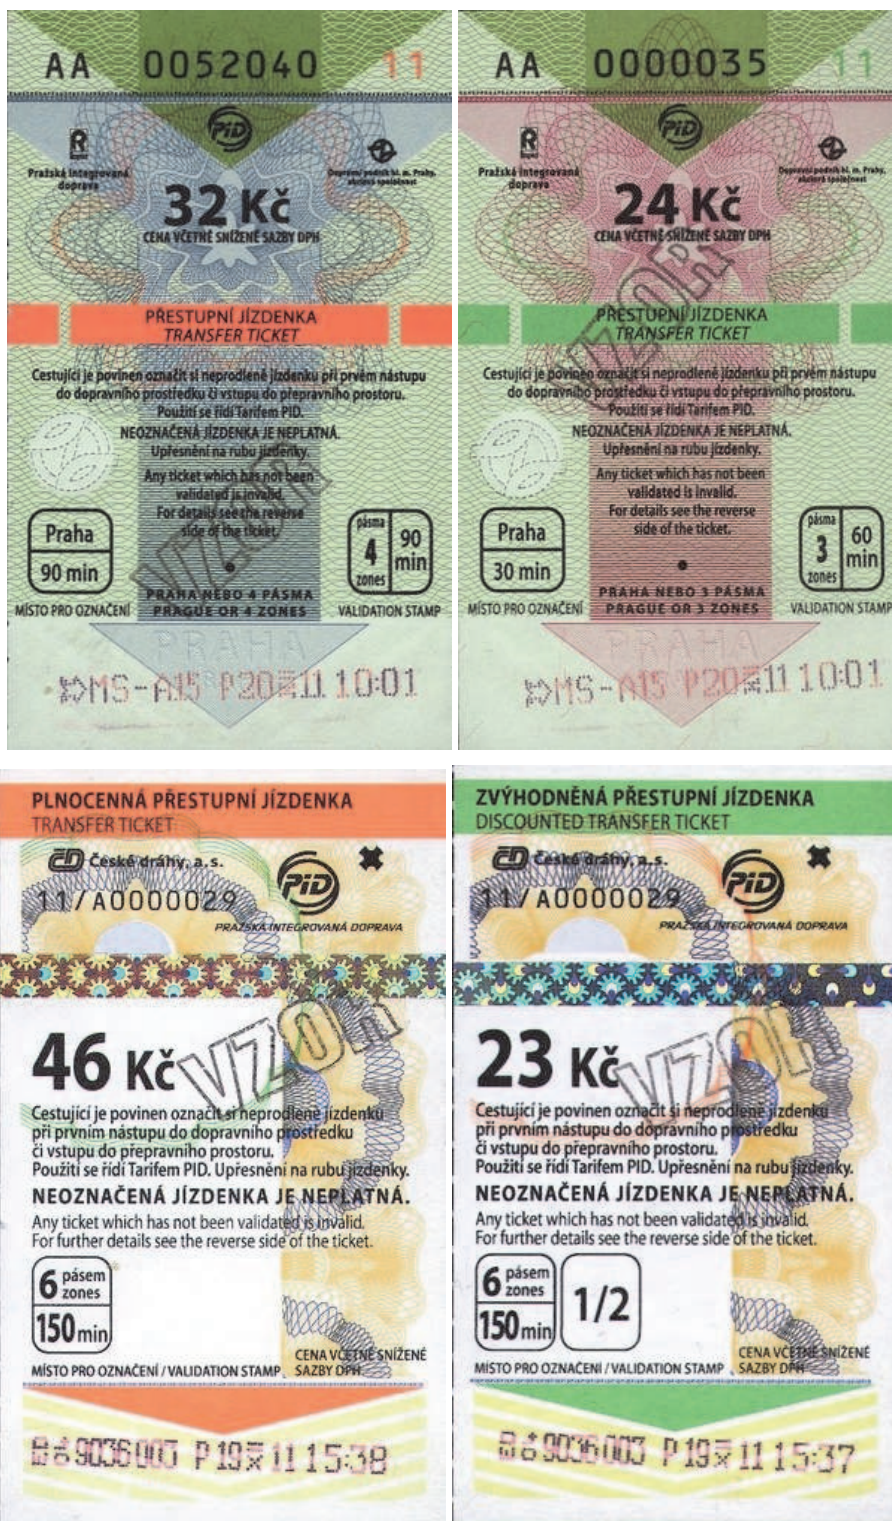 AA 0052040 11
PiD
Pražská integrovaná
doprava
Dopravní podnik hl. m. Prahy,
akciová společnost
32 Kč
CENA VČETNĚ SNÍŽENÉ SAZBY DPH
PŘESTUPNÍ JÍZDENKA
TRANSFER TICKET
Cestující je povinen označit si neprodleně jízdenku při prvém nástupu
do dopravního prostředku či vstupu do přepravního prostoru.
Použití se řídí Tarifem PID.
NEOZNAČENÁ JÍZDENKA JE NEPLATNÁ.
Upřesnění na rubu jízdenky.
Any ticket which has not been
validated is invalid.
For details see the reverse
side of the ticket.
VZOR
Praha
90 min
pásma
4
zones
90
min
PRAHA NEBO 4 PÁSMA
PRAGUE OR 4 ZONES
MÍSTO PRO OZNAČENÍ
VALIDATION STAMP
PRAHA
MS-A15 P20 11 10:01
AA 0000035 11
PiD
Pražská integrovaná
doprava
Dopravní podnik hl. m. Prahy,
akciová společnost
24 Kč
CENA VČETNĚ SNÍŽENÉ SAZBY DPH
VZOR
PŘESTUPNÍ JÍZDENKA
TRANSFER TICKET
Cestující je povinen označit si neprodleně jízdenku při prvém nástupu
do dopravního prostředku či vstupu do přepravního prostoru.
Použití se řídí Tarifem PID.
NEOZNAČENÁ JÍZDENKA JE NEPLATNÁ.
Upřesnění na rubu jízdenky.
Any ticket which has not been
validated is invalid.
For details see the reverse
side of the ticket.
Praha
30 min
pásma
3
zones
60
min
PRAHA NEBO 3 PÁSMA
PRAGUE OR 3 ZONES
MÍSTO PRO OZNAČENÍ
VALIDATION STAMP
PRAHA
MS-A15 P20 11 10:01
PLNOCENNÁ PŘESTUPNÍ JÍZDENKA
TRANSFER TICKET
ČD České dráhy, a.s.
PiD
11/A0000029
PRAŽSKÁ INTEGROVANÁ DOPRAVA
46 Kč
VZOR
Cestující je povinen označit si neprodleně jízdenku
při prvním nástupu do dopravního prostředku
či vstupu do přepravního prostoru.
Použití se řídí Tarifem PID. Upřesnění na rubu jízdenky.
NEOZNAČENÁ JÍZDENKA JE NEPLATNÁ.
Any ticket which has not been validated is invalid.
For further details see the reverse side of the ticket.
6 pásem
zones
150 min
CENA VČETNĚ SNÍŽENÉ
SAZBY DPH
MÍSTO PRO OZNAČENÍ / VALIDATION STAMP
9036003 P 19 11 15:38
ZVÝHODNĚNÁ PŘESTUPNÍ JÍZDENKA
DISCOUNTED TRANSFER TICKET
ČD České dráhy, a.s.
PiD
11/A0000029
PRAŽSKÁ INTEGROVANÁ DOPRAVA
23 Kč
VZOR
Cestující je povinen označit si neprodleně jízdenku
při prvním nástupu do dopravního prostředku
či vstupu do přepravního prostoru.
Použití se řídí Tarifem PID. Upřesnění na rubu jízdenky.
NEOZNAČENÁ JÍZDENKA JE NEPLATNÁ.
Any ticket which has not been validated is invalid.
For further details see the reverse side of the ticket.
6 pásem
zones
150 min
1/2
CENA VČETNĚ SNÍŽENÉ
SAZBY DPH
MÍSTO PRO OZNAČENÍ / VALIDATION STAMP
9036003 P 19 11 15:37